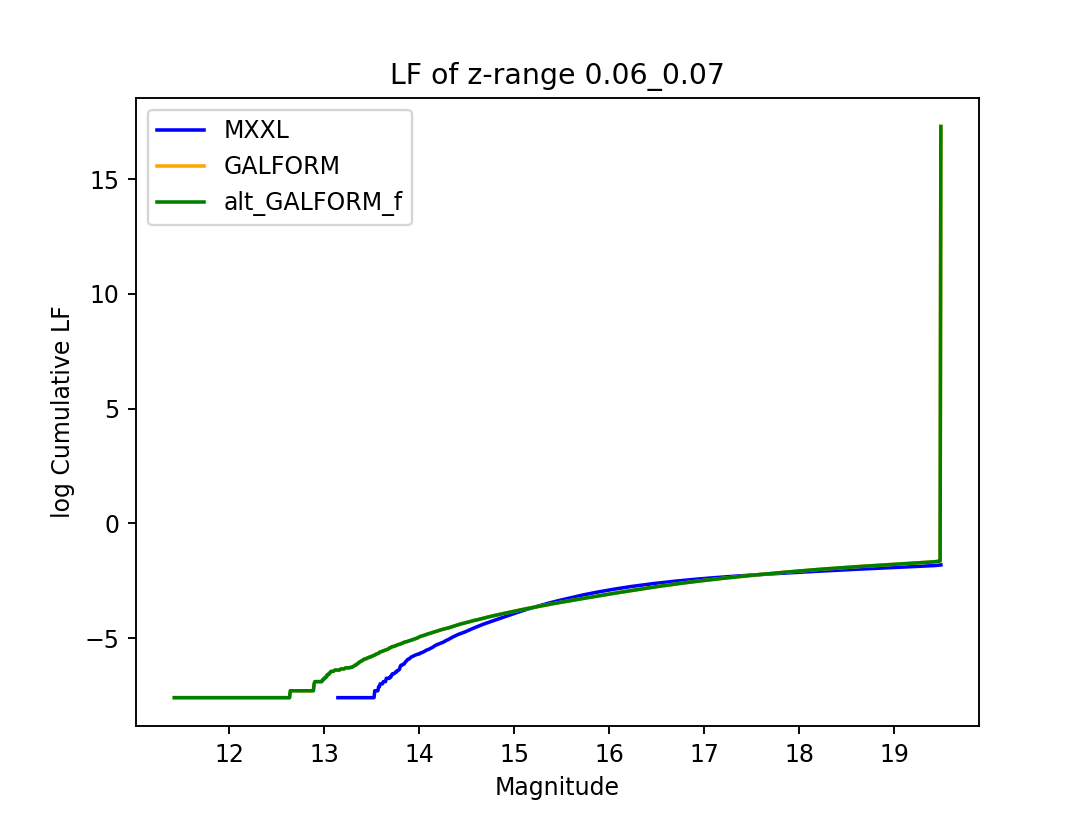 LF of z-range 0.06_0.07
MXXL
GALFORM
alt_GALFORM_f
log Cumulative LF
15
10
5
0
−5
12 13 14 15 16 17 18 19
Magnitude